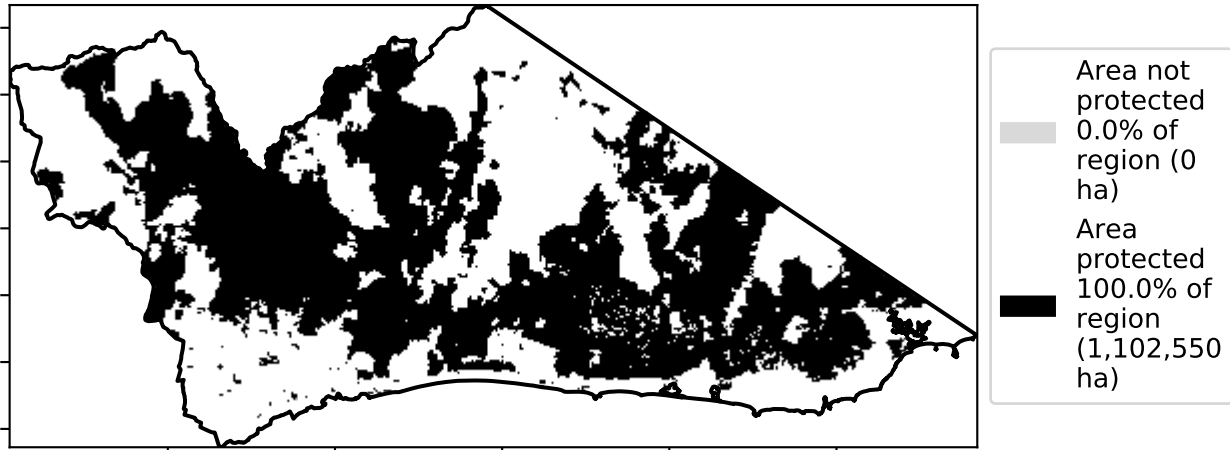 Area not
protected
0.0% of
region (0
ha)
Area
protected
100.0% of
region
(1,102,550
ha)